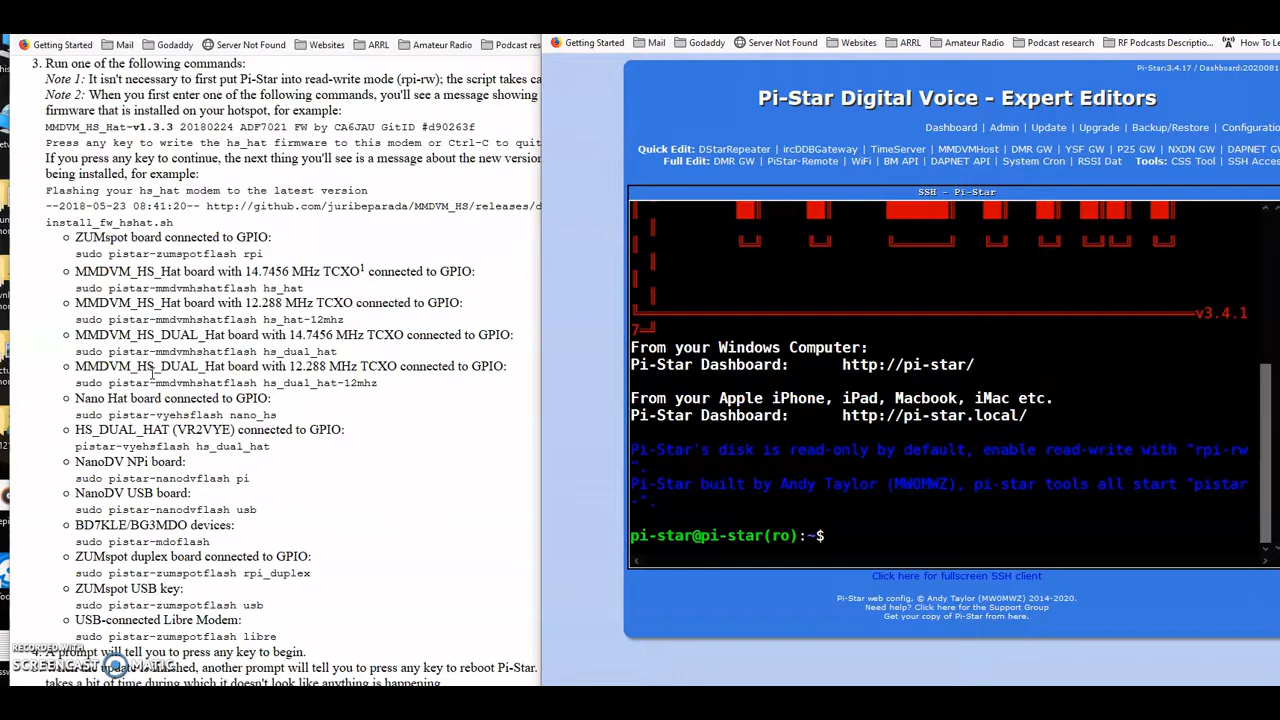 Getting Started Mail Godaddy Server Not Found Websites ARRL Amateur Radio Podcast res
3. Run one of the following commands:
Note 1: It isn't necessary to first put Pi-Star into read-write mode (rpi-rw); the script takes ca
Note 2: When you first enter one of the following commands, you'll see a message showing
firmware that is installed on your hotspot, for example:
MMDVM_HS_Hat-v1.3.3 20180224 ADF7021 FW by CA6JAU GitID #d90263f
Press any key to write the hs_hat firmware to this modem or Ctrl-C to quit
If you press any key to continue, the next thing you'll see is a message about the new version
being installed, for example:
Flashing your hs_hat modem to the latest version
--2018-05-23 08:41:20-- http://github.com/juribeparada/MMDVM_HS/releases/d
install_fw_hshat.sh
ZUMspot board connected to GPIO:
sudo pistar-zumspotflash rpi
MMDVM_HS_Hat board with 14.7456 MHz TCXO1 connected to GPIO:
sudo pistar-mmdvmhshatflash hs_hat
MMDVM_HS_Hat board with 12.288 MHz TCXO connected to GPIO:
sudo pistar-mmdvmhshatflash hs_hat-12mhz
MMDVM_HS_DUAL_Hat board with 14.7456 MHz TCXO connected to GPIO:
sudo pistar-mmdvmhshatflash hs_dual_hat
MMDVM_HS_DUAL_Hat board with 12.288 MHz TCXO connected to GPIO:
sudo pistar-mmdvmhshatflash hs_dual_hat-12mhz
Nano Hat board connected to GPIO:
sudo pistar-vyehsflash nano_hs
HS_DUAL_HAT (VR2VYE) connected to GPIO:
pistar-vyehsflash hs_dual_hat
NanoDV NPi board:
sudo pistar-nanodvflash pi
NanoDV USB board:
sudo pistar-nanodvflash usb
BD7KLE/BG3MDO devices:
sudo pistar-mdoflash
ZUMspot duplex board connected to GPIO:
sudo pistar-zumspotflash rpi_duplex
ZUMspot USB key:
sudo pistar-zumspotflash usb
USB-connected Libre Modem:
sudo pistar-zumspotflash libre
4. A prompt will tell you to press any key to begin.
update is finished, another prompt will tell you to press any key to reboot Pi-Star.
takes a bit of time during which it doesn't look like anything is happening
RECORDED WITH
SCREENCAST MATIC
Getting Started Mail Godaddy Server Not Found Websites ARRL Amateur Radio Podcast research RF Podcasts Descriptio... How To Le
Pi-Star:3.4.17 / Dashboard:2020081
Pi-Star Digital Voice - Expert Editors
Dashboard | Admin | Update | Upgrade | Backup/Restore | Configuratio
Quick Edit: DStarRepeater | ircDDBGateway | TimeServer | MMDVMHost | DMR GW | YSF GW | P25 GW | NXDN GW | DAPNET G
Full Edit: DMR GW | PiStar-Remote | WiFi | BM API | DAPNET API | System Cron | RSSI Dat Tools: CSS Tool | SSH Acces
SSH - Pi-Star
v3.4.1
7
From your Windows Computer:
Pi-Star Dashboard: http://pi-star/
From your Apple iPhone, iPad, Macbook, iMac etc.
Pi-Star Dashboard: http://pi-star.local/
Pi-Star's disk is read-only by default, enable read-write with "rpi-rw
".
Pi-Star built by Andy Taylor (MW0MWZ), pi-star tools all start "pistar
-".
pi-star@pi-star(ro):~$
Click here for fullscreen SSH client
Pi-Star web config, © Andy Taylor (MW0MWZ) 2014-2020.
Need help? Click here for the Support Group
Get your copy of Pi-Star from here.